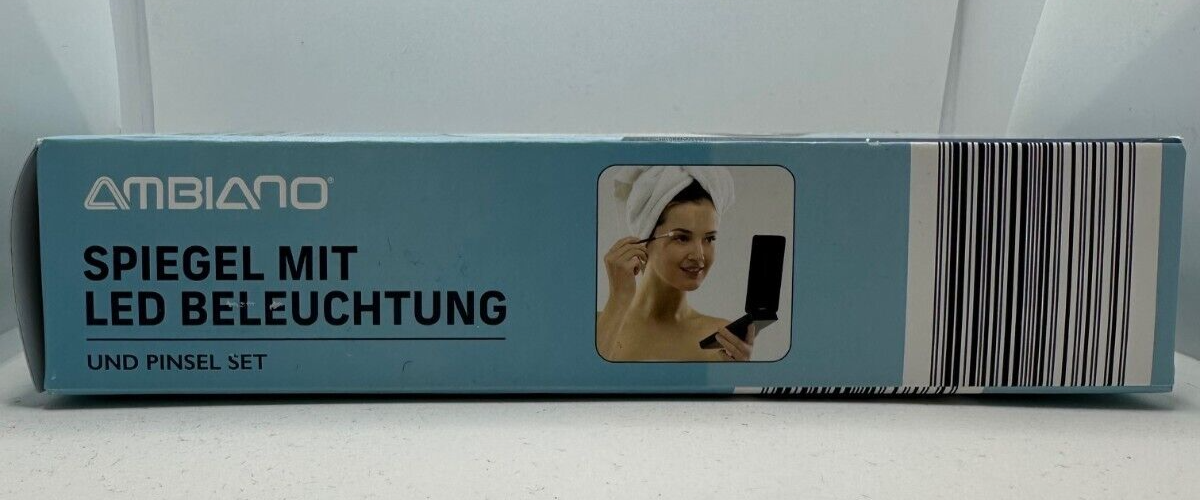 AMBIANO®
SPIEGEL MIT
LED BELEUCHTUNG
UND PINSEL SET